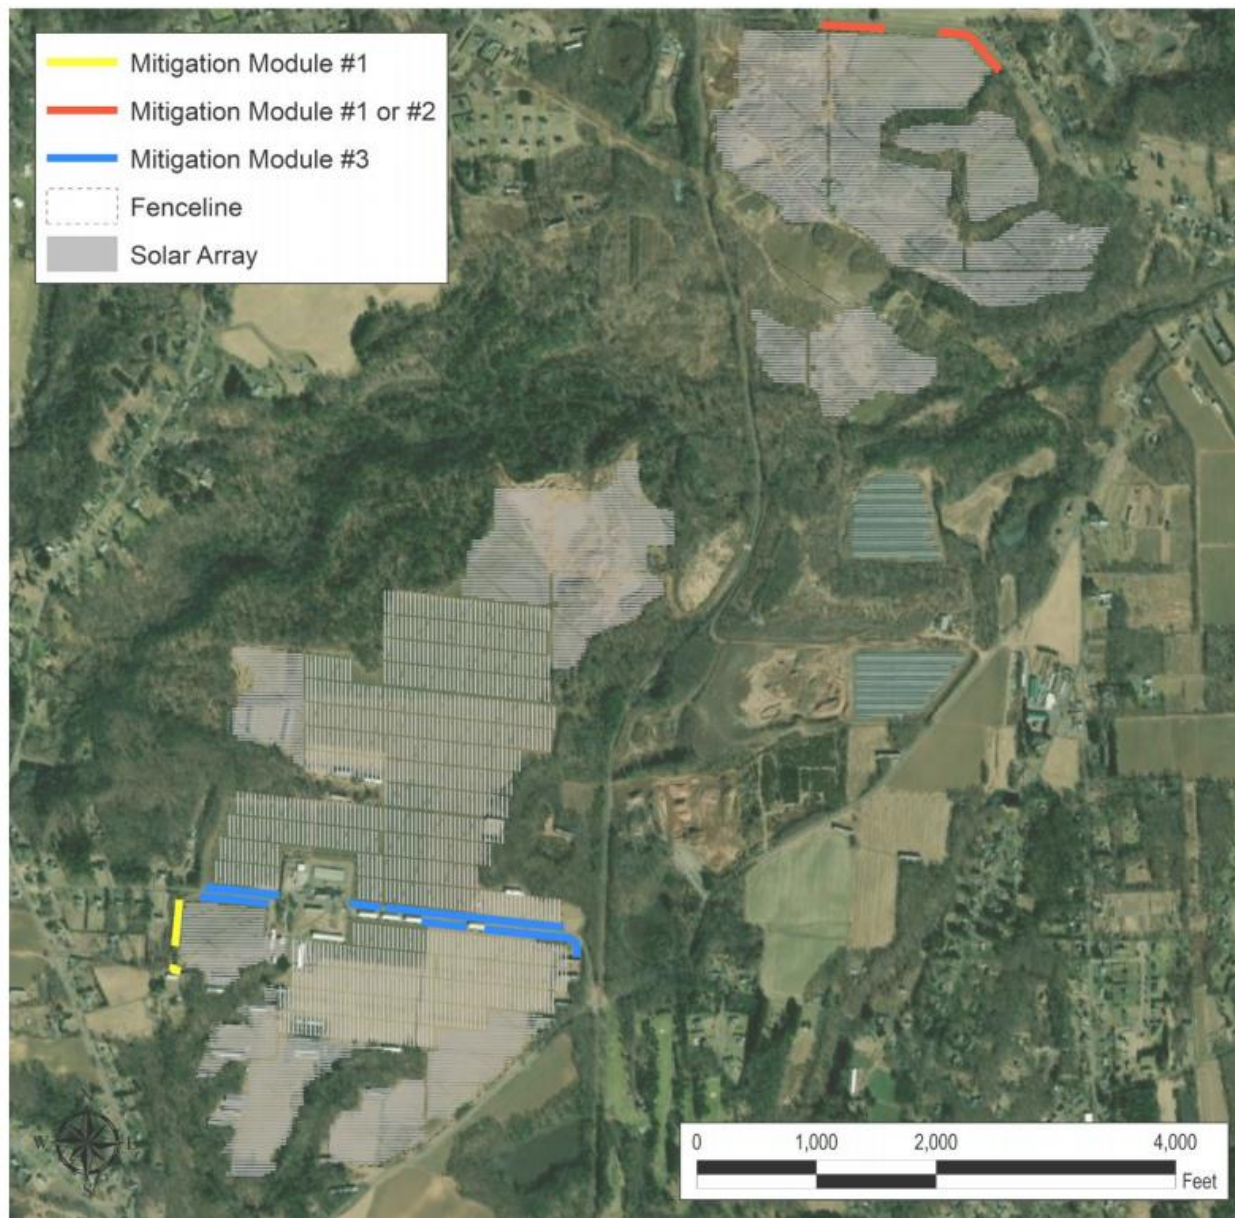 Mitigation Module #1
Mitigation Module #1 or #2
Mitigation Module #3
Fenceline
Solar Array
W
0 1,000 2,000 4,000
Feet